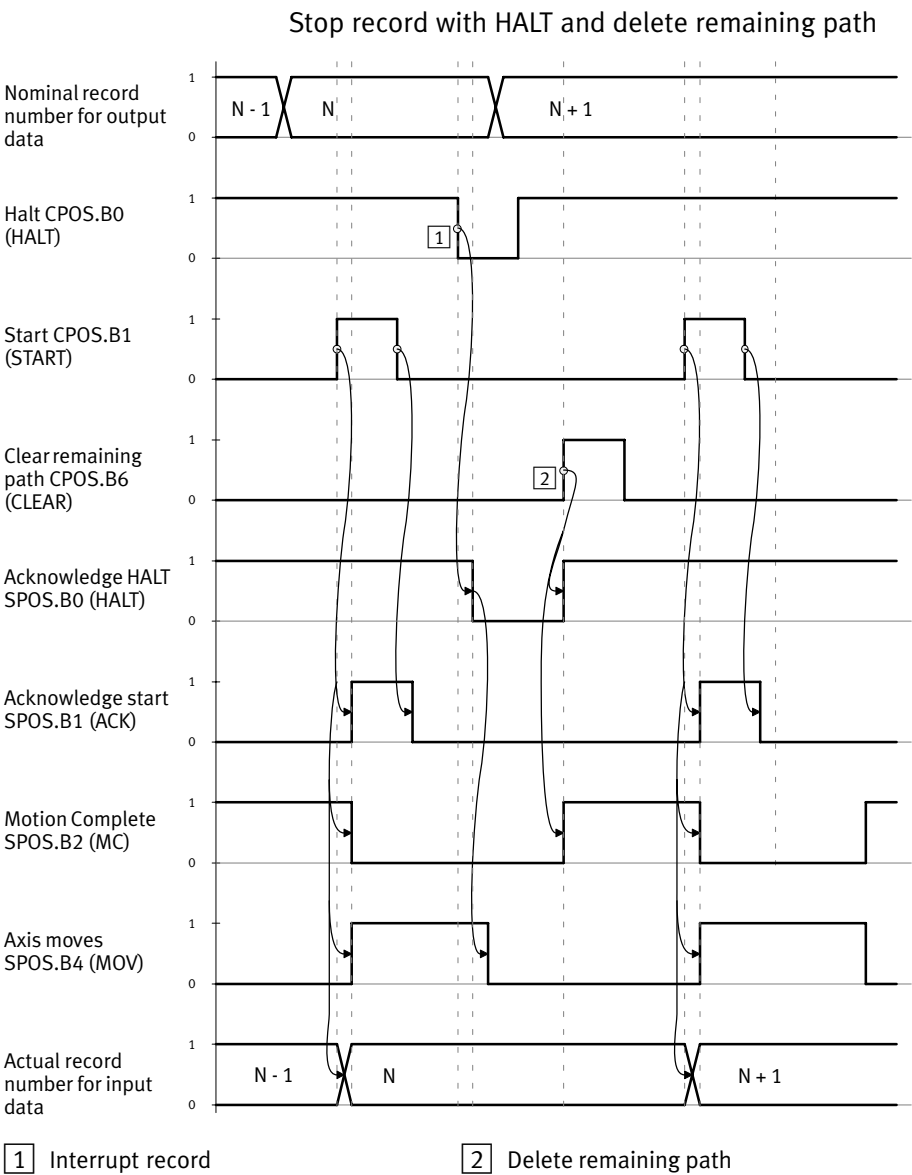 Stop record with HALT and delete remaining path
Nominal record
number for output
data
1
0
N - 1
N
N + 1
Halt CPOS.B0
(HALT)
1
0
1
Start CPOS.B1
(START)
1
0
Clear remaining
path CPOS.B6
(CLEAR)
1
0
2
Acknowledge HALT
SPOS.B0 (HALT)
1
0
Acknowledge start
SPOS.B1 (ACK)
1
0
Motion Complete
SPOS.B2 (MC)
1
0
Axis moves
SPOS.B4 (MOV)
1
0
Actual record
number for input
data
1
0
N - 1
N
N + 1
1 Interrupt record
2 Delete remaining path